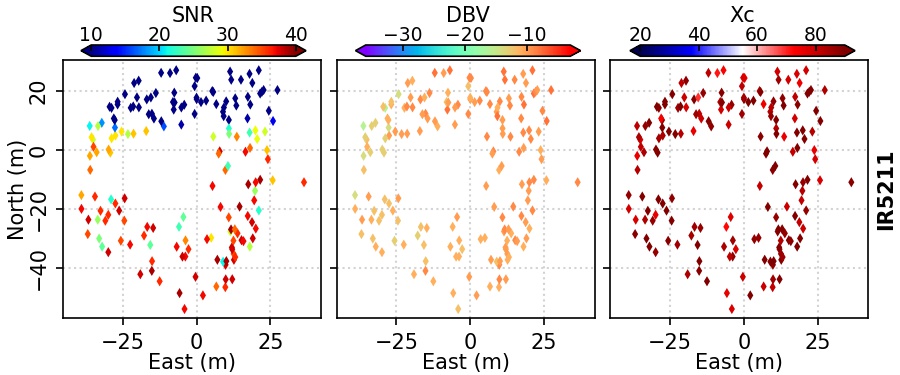 SNR DBV Xc
10 20 30 40 −30 −20 −10 20 40 60 80
20
0
−20
−40
North (m)
−25 0 25 −25 0 25 −25 0 25
East (m) East (m) East (m)
IR5211